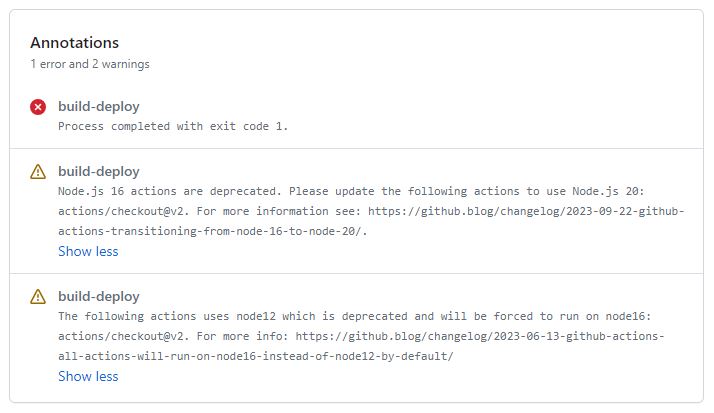 Annotations
1 error and 2 warnings
build-deploy
Process completed with exit code 1.
build-deploy
Node.js 16 actions are deprecated. Please update the following actions to use Node.js 20:
actions/checkout@v2. For more information see: https://github.blog/changelog/2023-09-22-github-
actions-transitioning-from-node-16-to-node-20/.
Show less
build-deploy
The following actions uses node12 which is deprecated and will be forced to run on node16:
actions/checkout@v2. For more info: https://github.blog/changelog/2023-06-13-github-actions-
all-actions-will-run-on-node16-instead-of-node12-by-default/
Show less